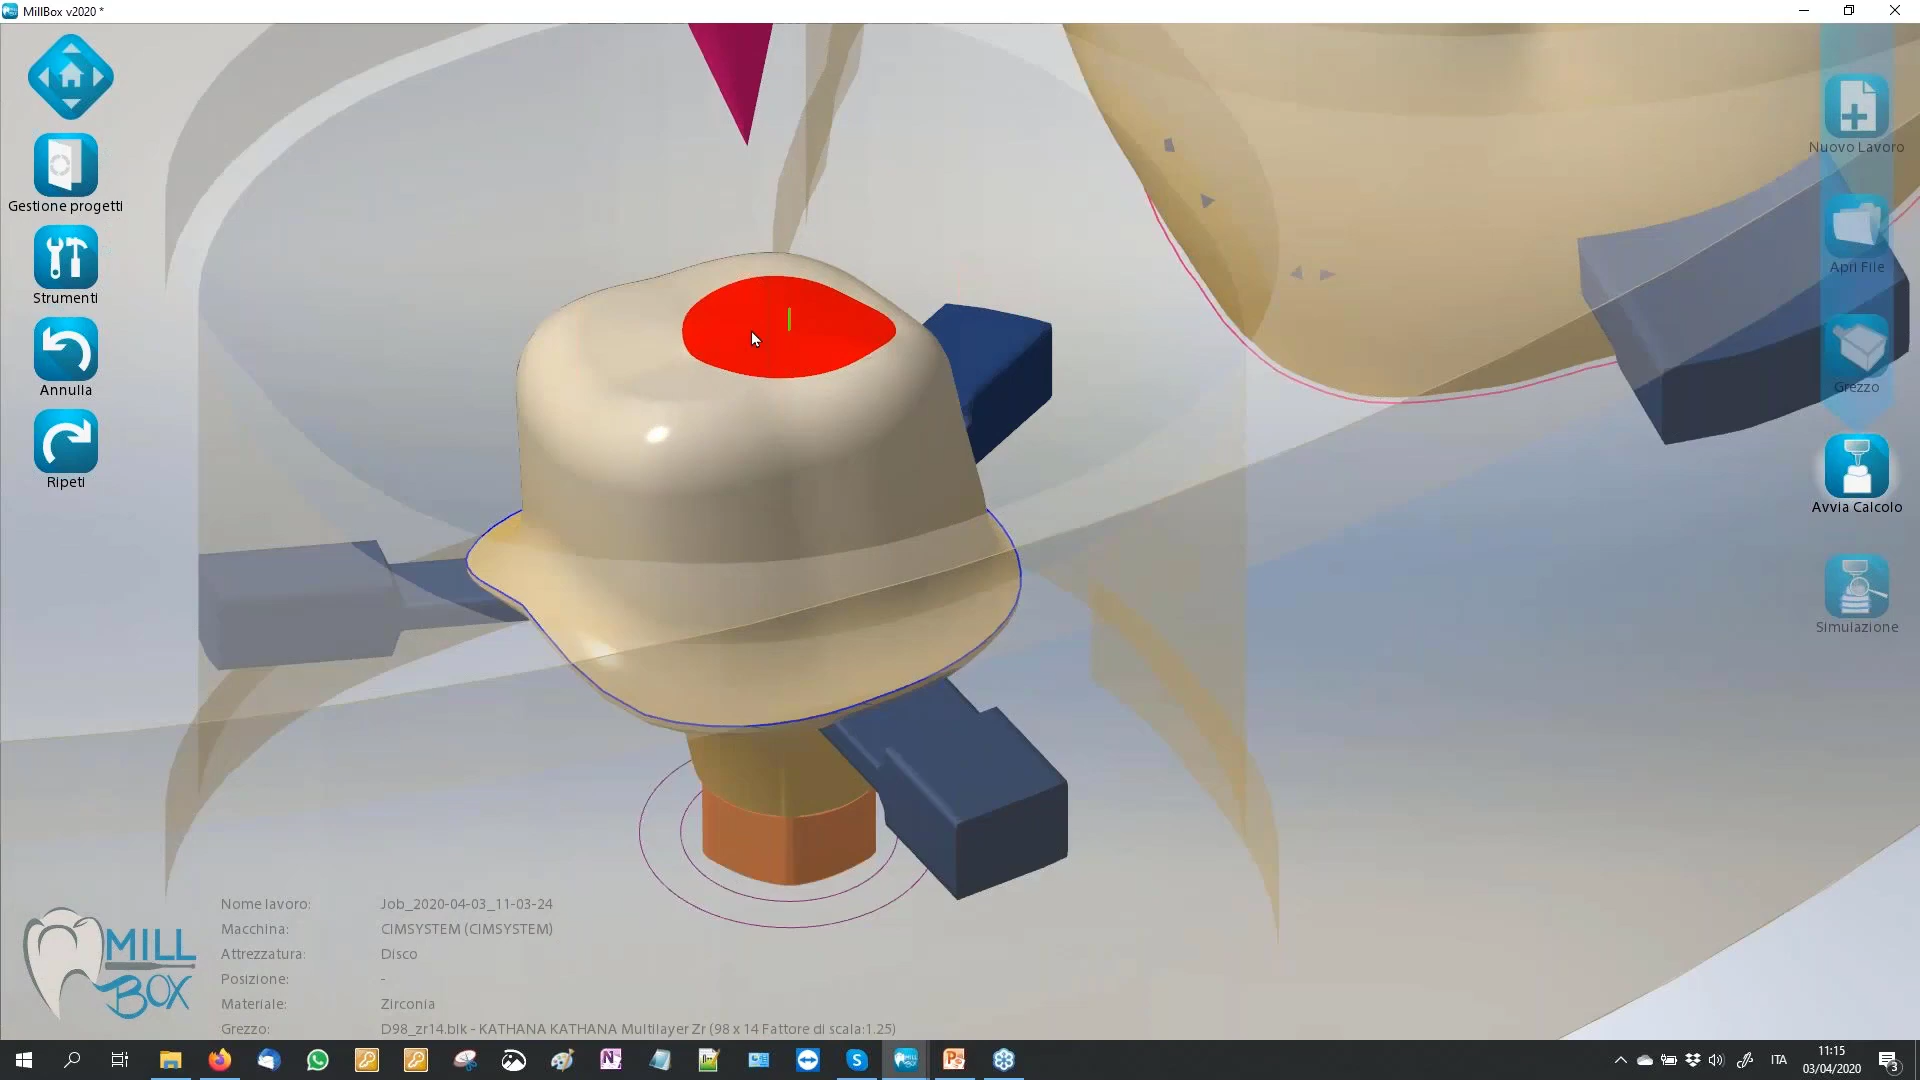 MillBox v2020 *
Gestione progetti
Strumenti
Annulla
Ripeti
Nuovo Lavoro
Apri File
Grezzo
Avvia Calcolo
Simulazione
MILL
BOX
Nome lavoro: Job_2020-04-03_11-03-24
Macchina: CIMSYSTEM (CIMSYSTEM)
Attrezzatura: Disco
Posizione: -
Materiale: Zirconia
Grezzo: D98_zr14.blk - KATHANA KATHANA Multilayer Zr (98 x 14 Fattore di scala:1.25)
ITA
11:15
03/04/2020
3